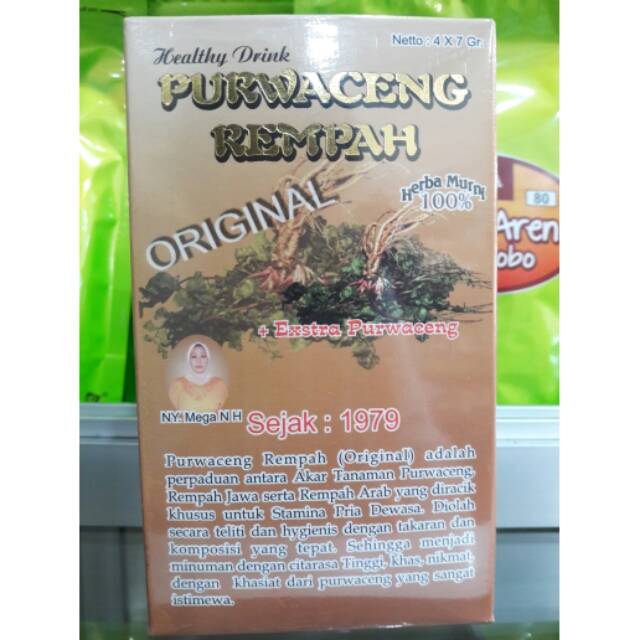 Netto : 4 X 7 Gr.
Healthy Drink
PURWACENG
REMPAH
ORIGINAL
Herba Murni
100%
+ Exstra Purwaceng
NY. Mega N H
Sejak : 1979
Purwaceng Rempah (Original) adalah
perpaduan antara Akar Tanaman Purwaceng,
Rempah Jawa serta Rempah Arab yang diracik
khusus untuk Stamina Pria Dewasa. Diolah
secara teliti dan hygienis dengan takaran dan
komposisi yang tepat. Sehingga menjadi
minuman dengan citarasa Tinggi, khas, nikmat,
dengan khasiat dari purwaceng yang sangat
istimewa.
80
Aren
obo